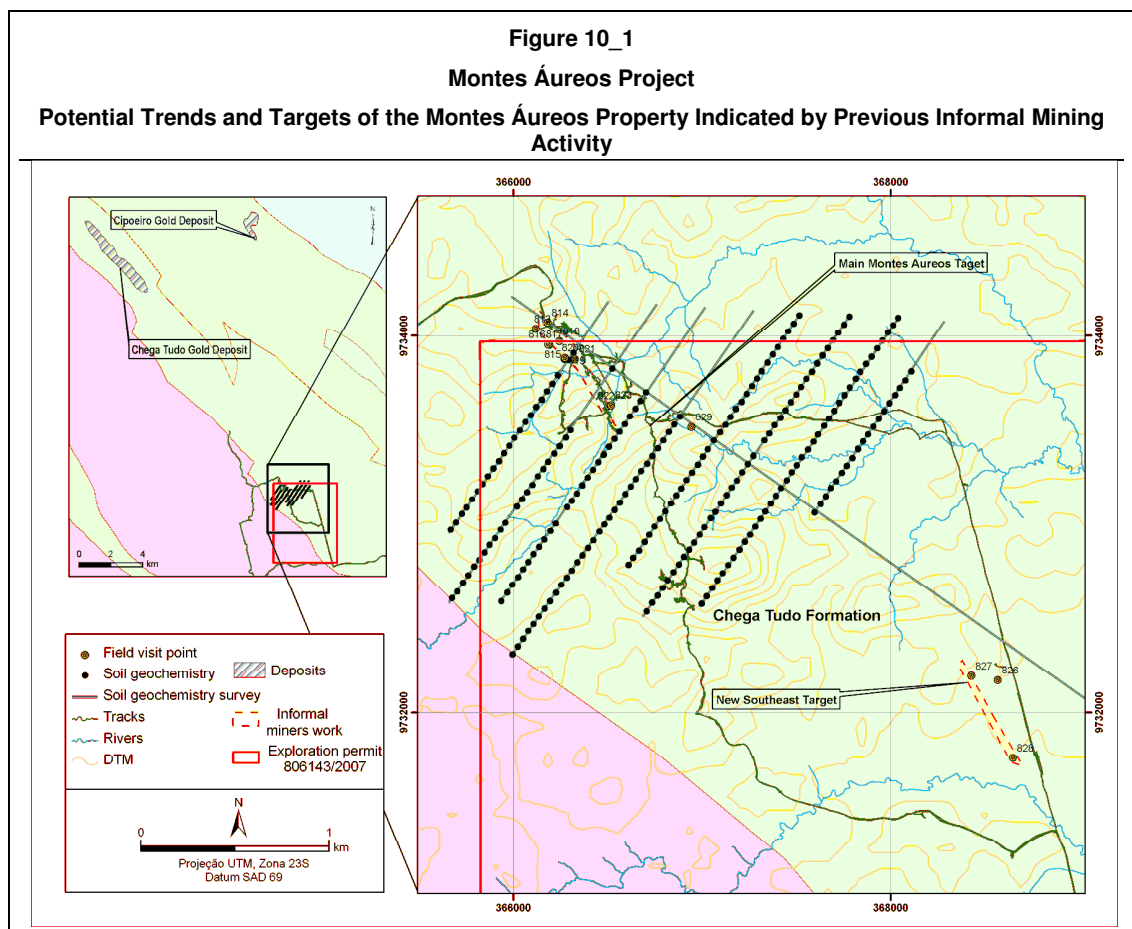 Figure 10_1
Montes Áureos Project
Potential Trends and Targets of the Montes Áureos Property Indicated by Previous Informal Mining
Activity
366000
368000
Cipoeiro Gold Deposit
N
Chega Tudo Gold Deposit
0 2 4
km
9734000
9734000
Main Montes Aureos Taget
814
815
829
Chega Tudo Formation
827
826
New Southeast Target
828
9732000
9732000
Field visit point
Soil geochemistry
Deposits
Soil geochemistry survey
Tracks
Rivers
DTM
Informal
miners work
Exploration permit
806143/2007
N
0 1
km
Projeção UTM, Zona 23S
Datum SAD 69
366000
368000